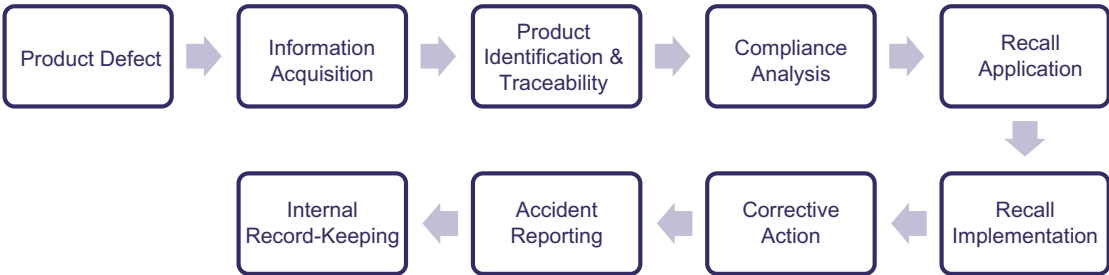 Product Defect
Information
Acquisition
Product
Identification &
Traceability
Compliance
Analysis
Recall
Application
Recall
Implementation
Corrective
Action
Accident
Reporting
Internal
Record-Keeping